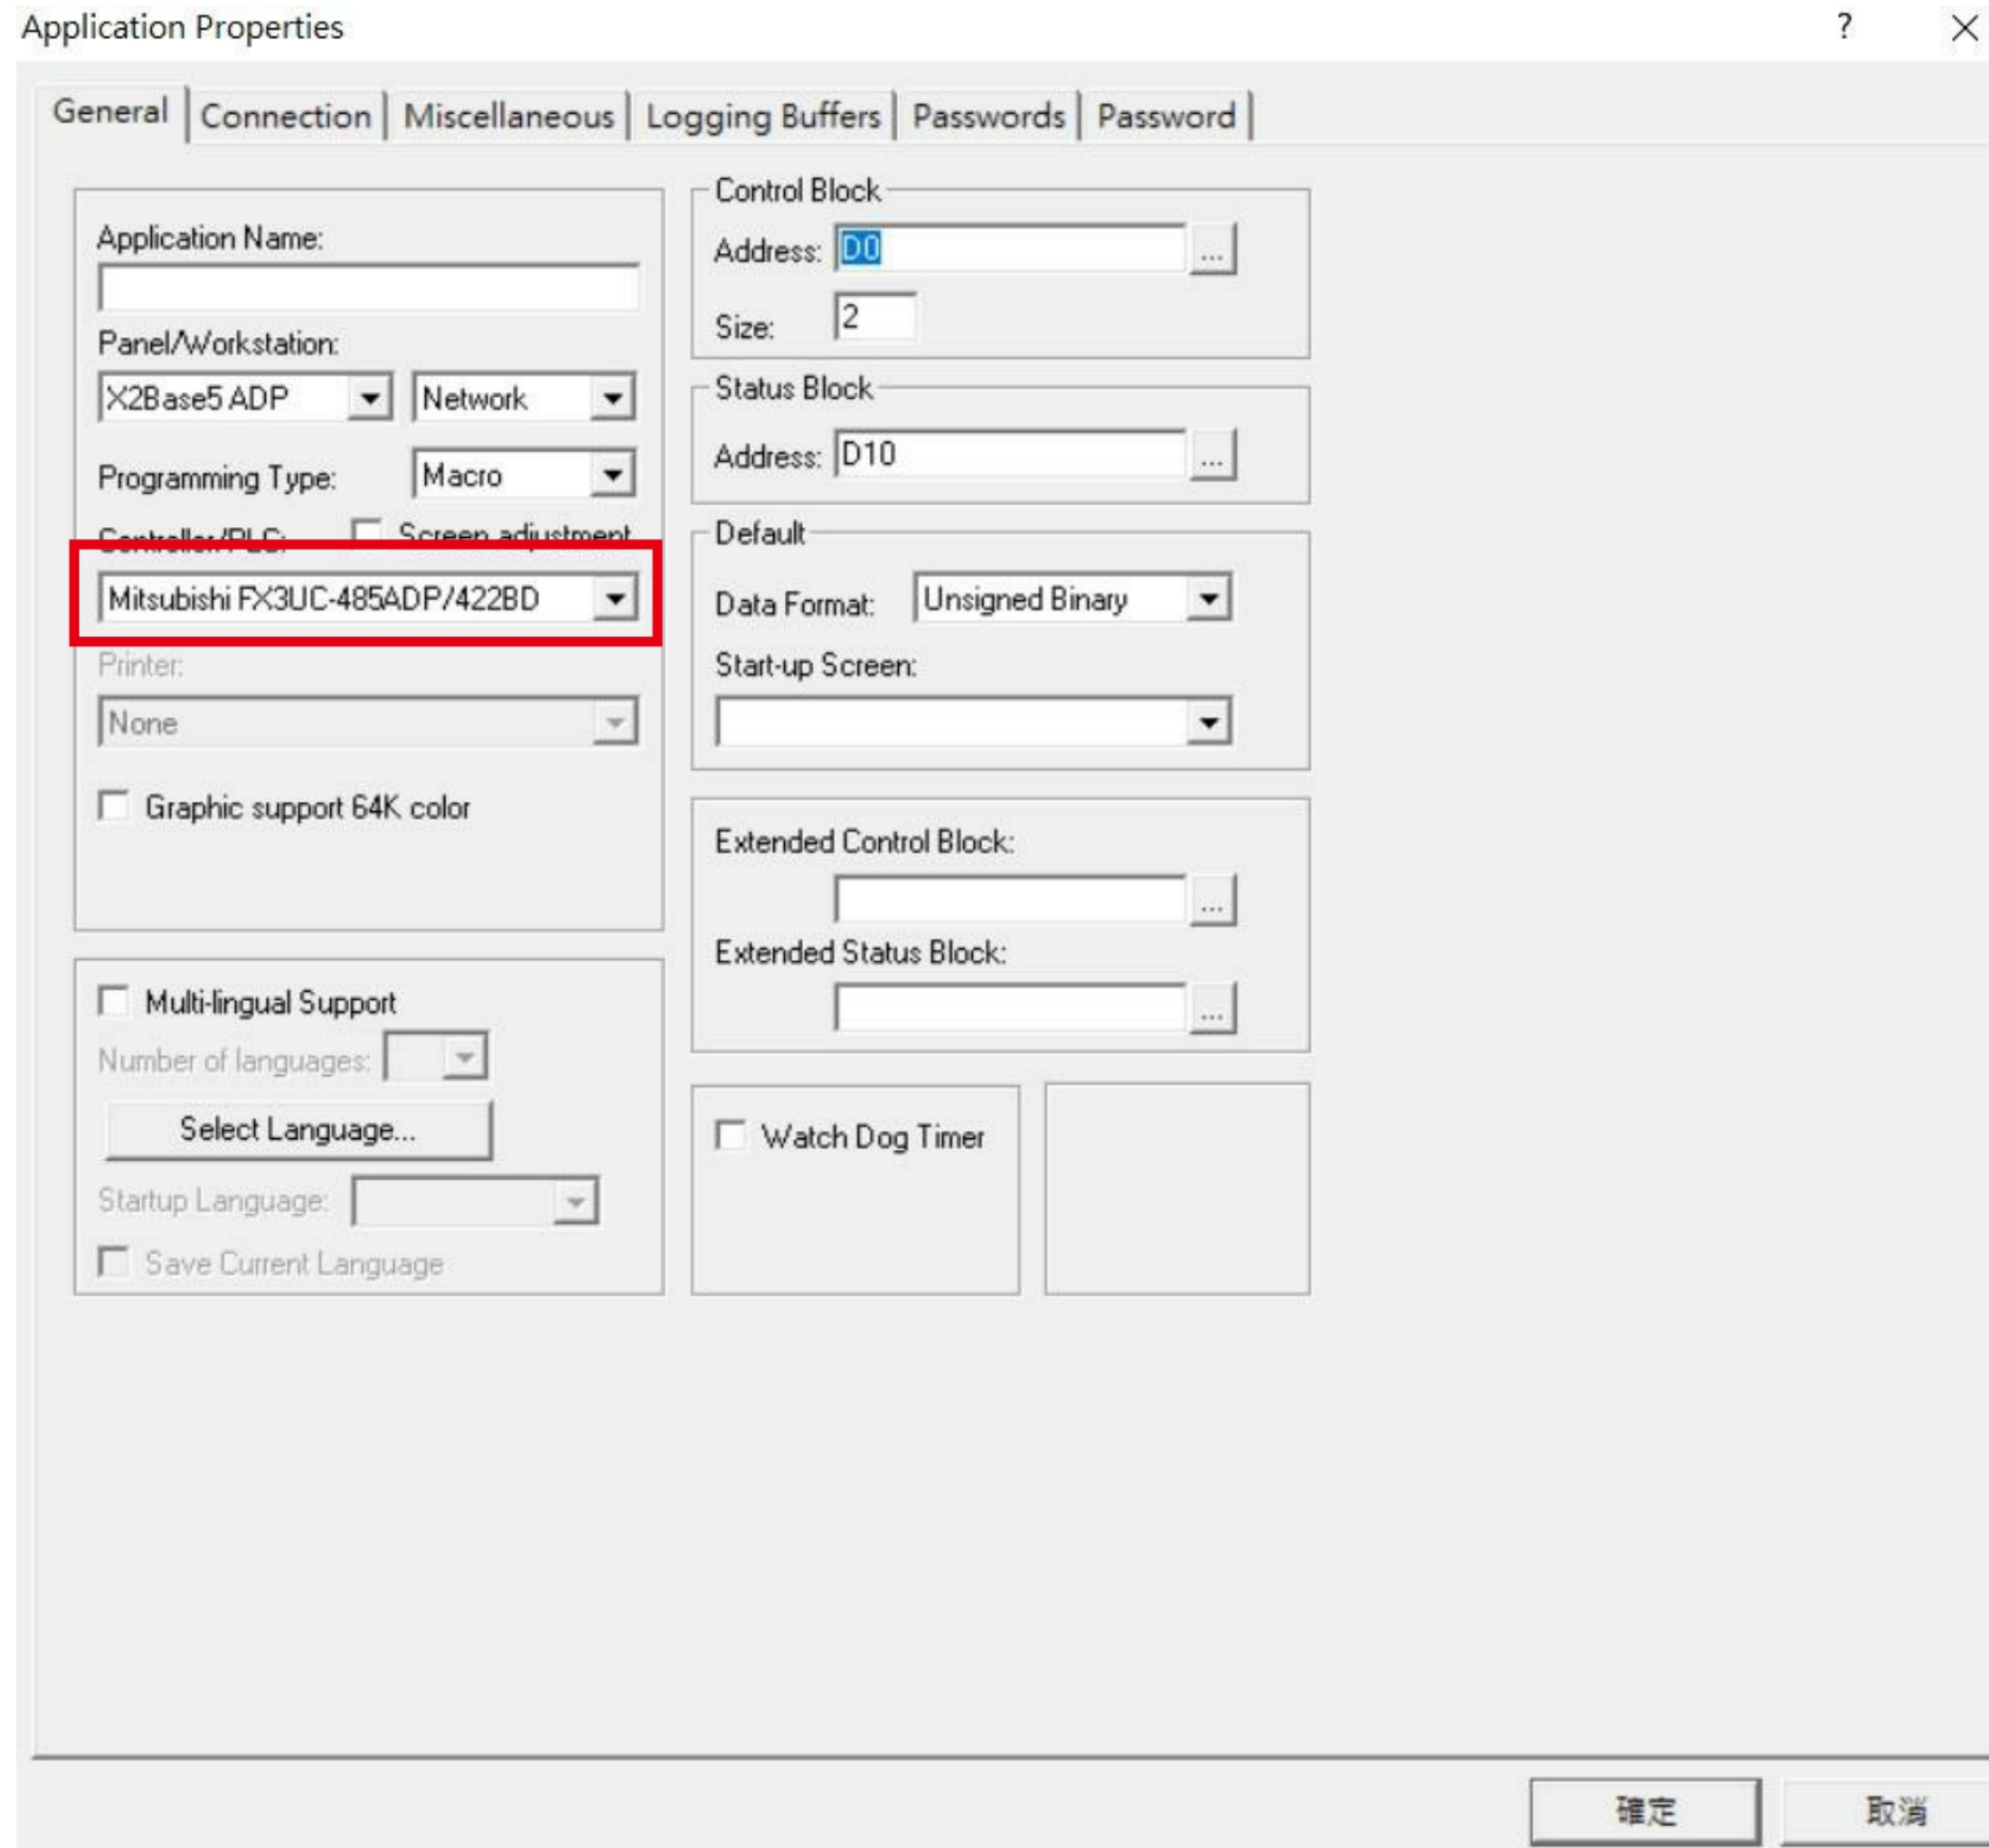 Application Properties
?
General Connection Miscellaneous Logging Buffers Passwords Password
Application Name:
Panel/Workstation:
X2Base5 ADP Network
Programming Type: Macro
Controller/PLC: Screen adjustment
Mitsubishi FX3UC-485ADP/422BD
Printer:
None
Graphic support 64K color
Multi-lingual Support
Number of languages:
Select Language...
Startup Language:
Save Current Language
Control Block
Address: D0 ...
Size: 2
Status Block
Address: D10 ...
Default
Data Format: Unsigned Binary
Start-up Screen:
Extended Control Block:
...
Extended Status Block:
...
Watch Dog Timer
確定 取消